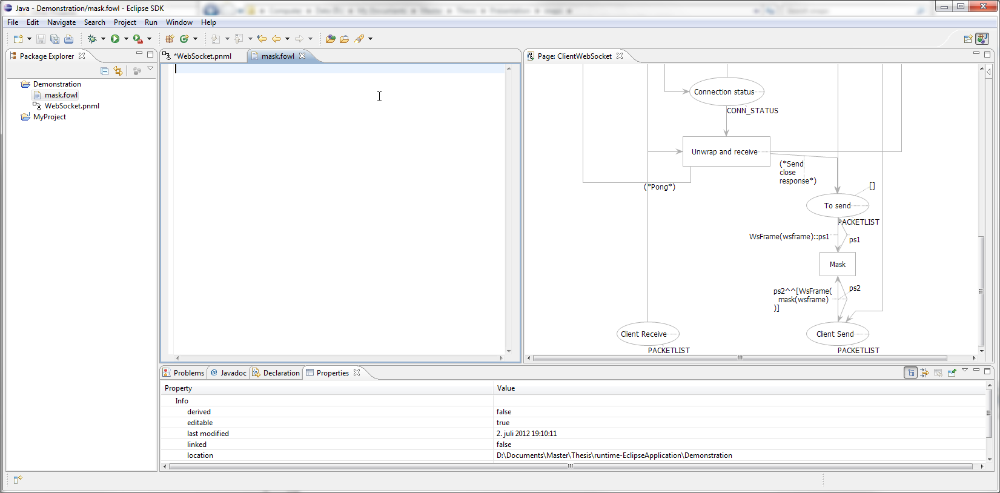 Java - Demonstration/mask.fowl - Eclipse SDK
File Edit Navigate Search Project Run Window Help
Package Explorer
*WebSocket.pnml
mask.fowl
Page: ClientWebSocket
Demonstration
mask.fowl
WebSocket.pnml
MyProject
Connection status
CONN_STATUS
Unwrap and receive
(*Send
close
response*)
(*Pong*)
[]
To send
PACKETLIST
WsFrame(wsframe)::ps1
ps1
Mask
ps2^^[WsFrame(
mask(wsframe)
)]
ps2
Client Receive
PACKETLIST
Client Send
PACKETLIST
Problems @ Javadoc Declaration Properties
Property Value
Info
derived false
editable true
last modified 2. juli 2012 19:10:11
linked false
location D:\Documents\Master\Thesis\runtime-EclipseApplication\Demonstration